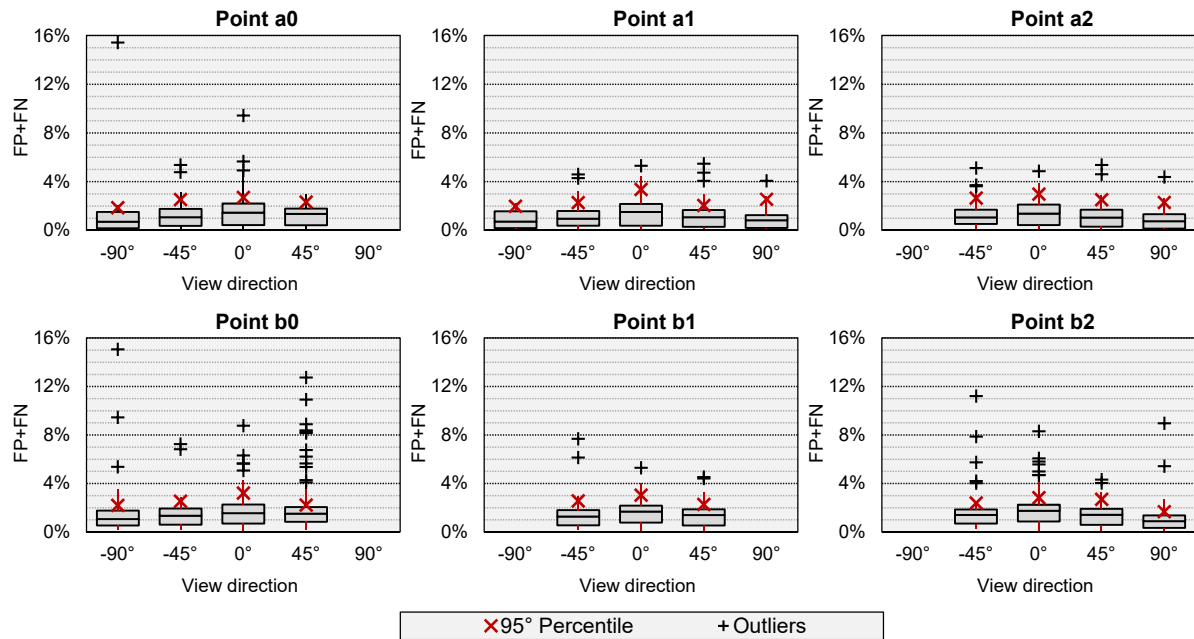 Point a0
Point a1
Point a2
16%
12%
8%
4%
0%
FP+FN
-90° -45° 0° 45° 90°
View direction
16%
12%
8%
4%
0%
FP+FN
-90° -45° 0° 45° 90°
View direction
16%
12%
8%
4%
0%
FP+FN
-90° -45° 0° 45° 90°
View direction
Point b0
Point b1
Point b2
16%
12%
8%
4%
0%
FP+FN
-90° -45° 0° 45° 90°
View direction
16%
12%
8%
4%
0%
FP+FN
-90° -45° 0° 45° 90°
View direction
16%
12%
8%
4%
0%
FP+FN
-90° -45° 0° 45° 90°
View direction
95° Percentile
Outliers